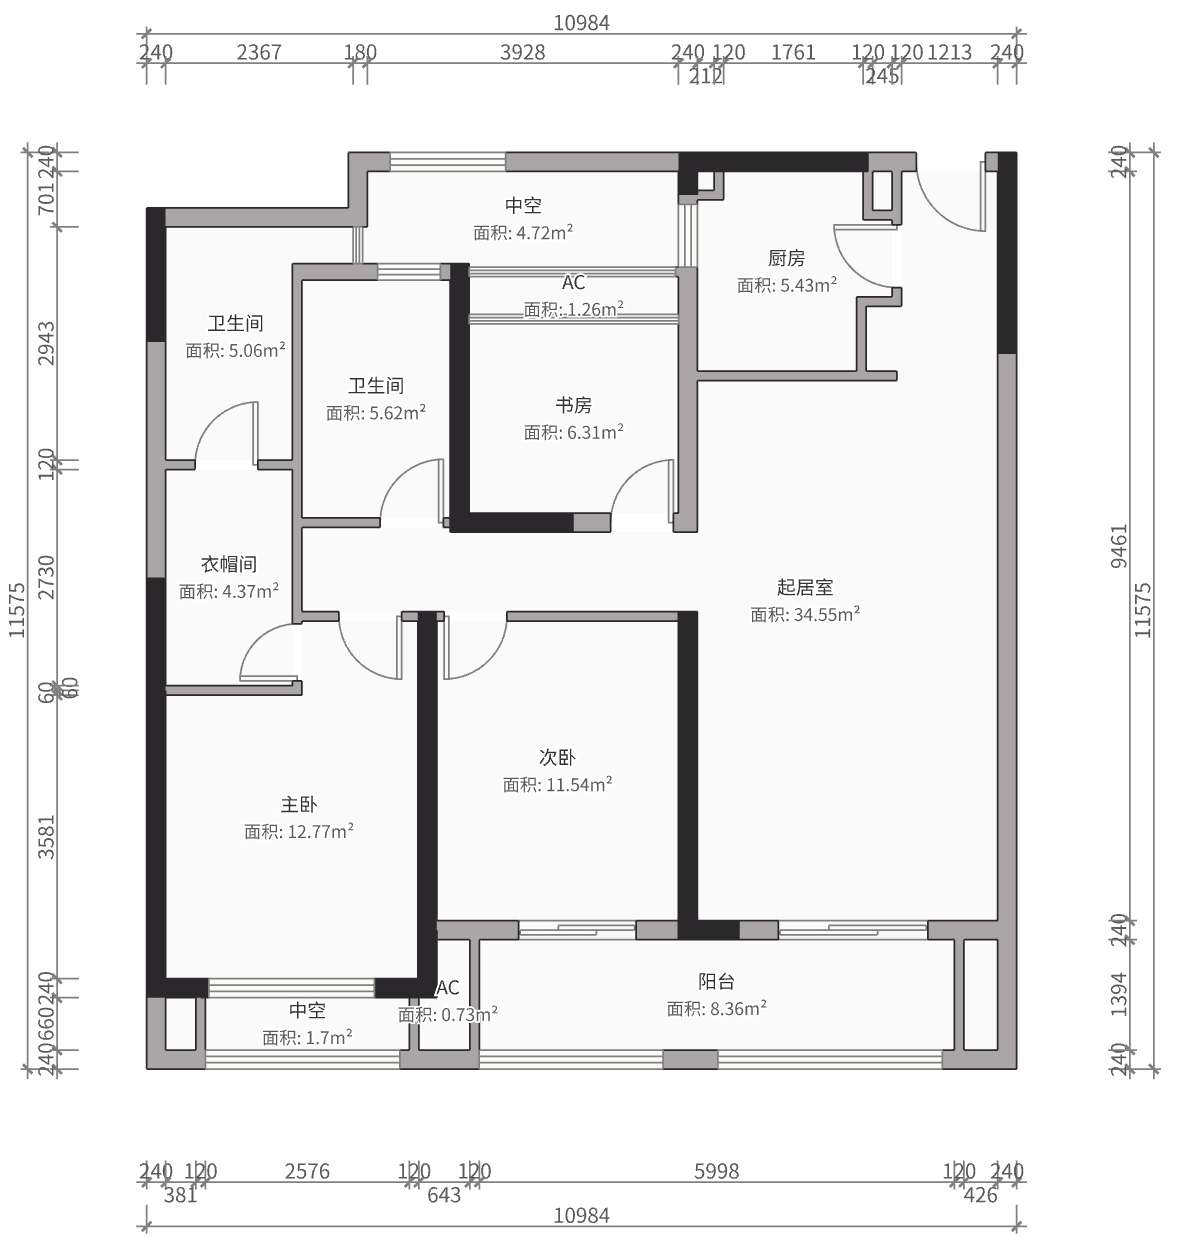 10984
240 2367 180 3928 240 120 1761 120 120 1213 240
212 245
240
701
2943
120
2730
60
60
3581
240
660
240
11575
240
9461
240
1394
240
11575
中空
面积: 4.72m²
厨房
面积: 5.43m²
AC
面积: 1.26m²
卫生间
面积: 5.06m²
卫生间
面积: 5.62m²
书房
面积: 6.31m²
衣帽间
面积: 4.37m²
起居室
面积: 34.55m²
次卧
面积: 11.54m²
主卧
面积: 12.77m²
阳台
面积: 8.36m²
AC
面积: 0.73m²
中空
面积: 1.7m²
240 120 2576 120 120 5998 120 240
381 643 426
10984